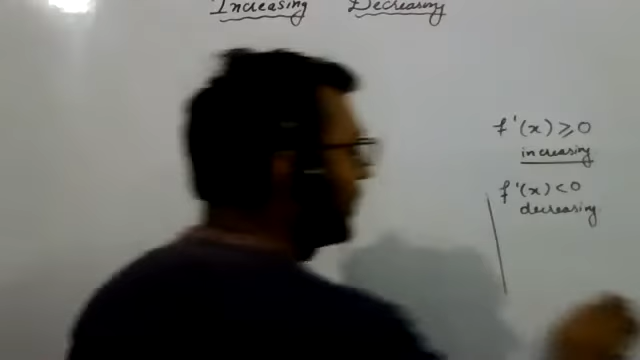 Increasing Decreasing
f'(x) ≥ 0
increasing
f'(x) < 0
decreasing